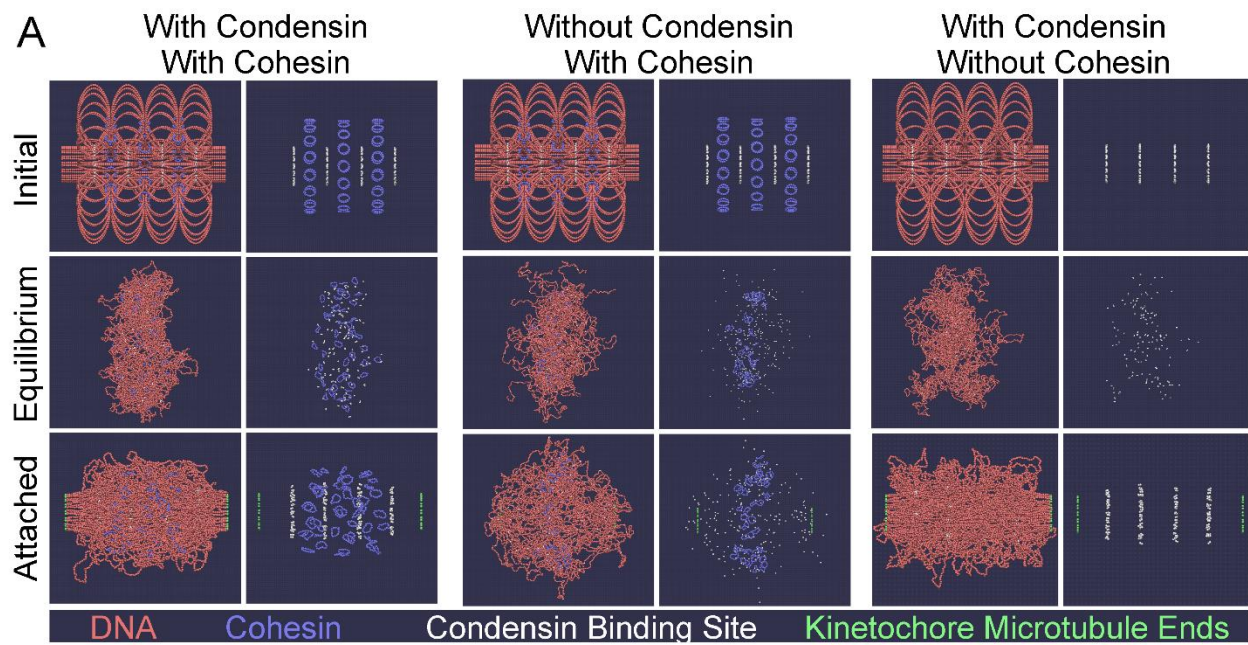 A
With Condensin
With Cohesin
Without Condensin
With Cohesin
With Condensin
Without Cohesin
Initial
Equilibrium
Attached
DNA Cohesin Condensin Binding Site Kinetochore Microtubule Ends